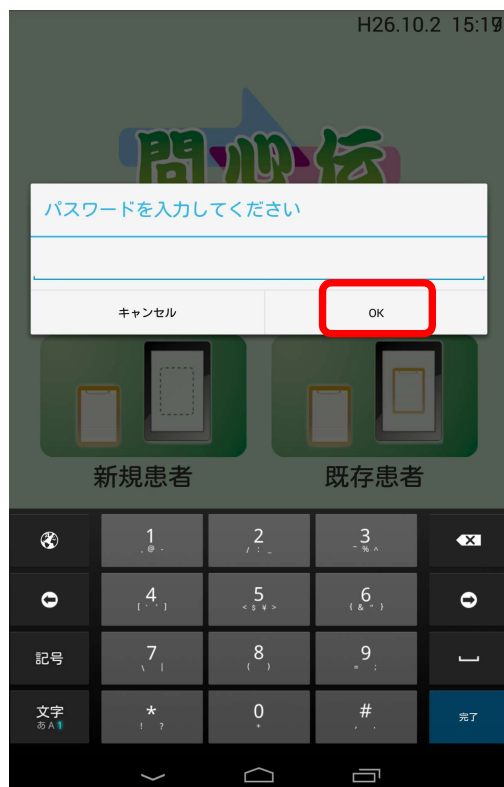 H26.10.2 15:19
問心伝
パスワードを入力してください
キャンセル OK
新規患者 既存患者
1 2 3
. @ - / : _ ~ % ^
4 5 6
[ ' ' ] < $ ¥ > { & " }
記号 7 8 9
\ | ( ) = :
文字 * 0 # 完了
あA1 ! ? + , .